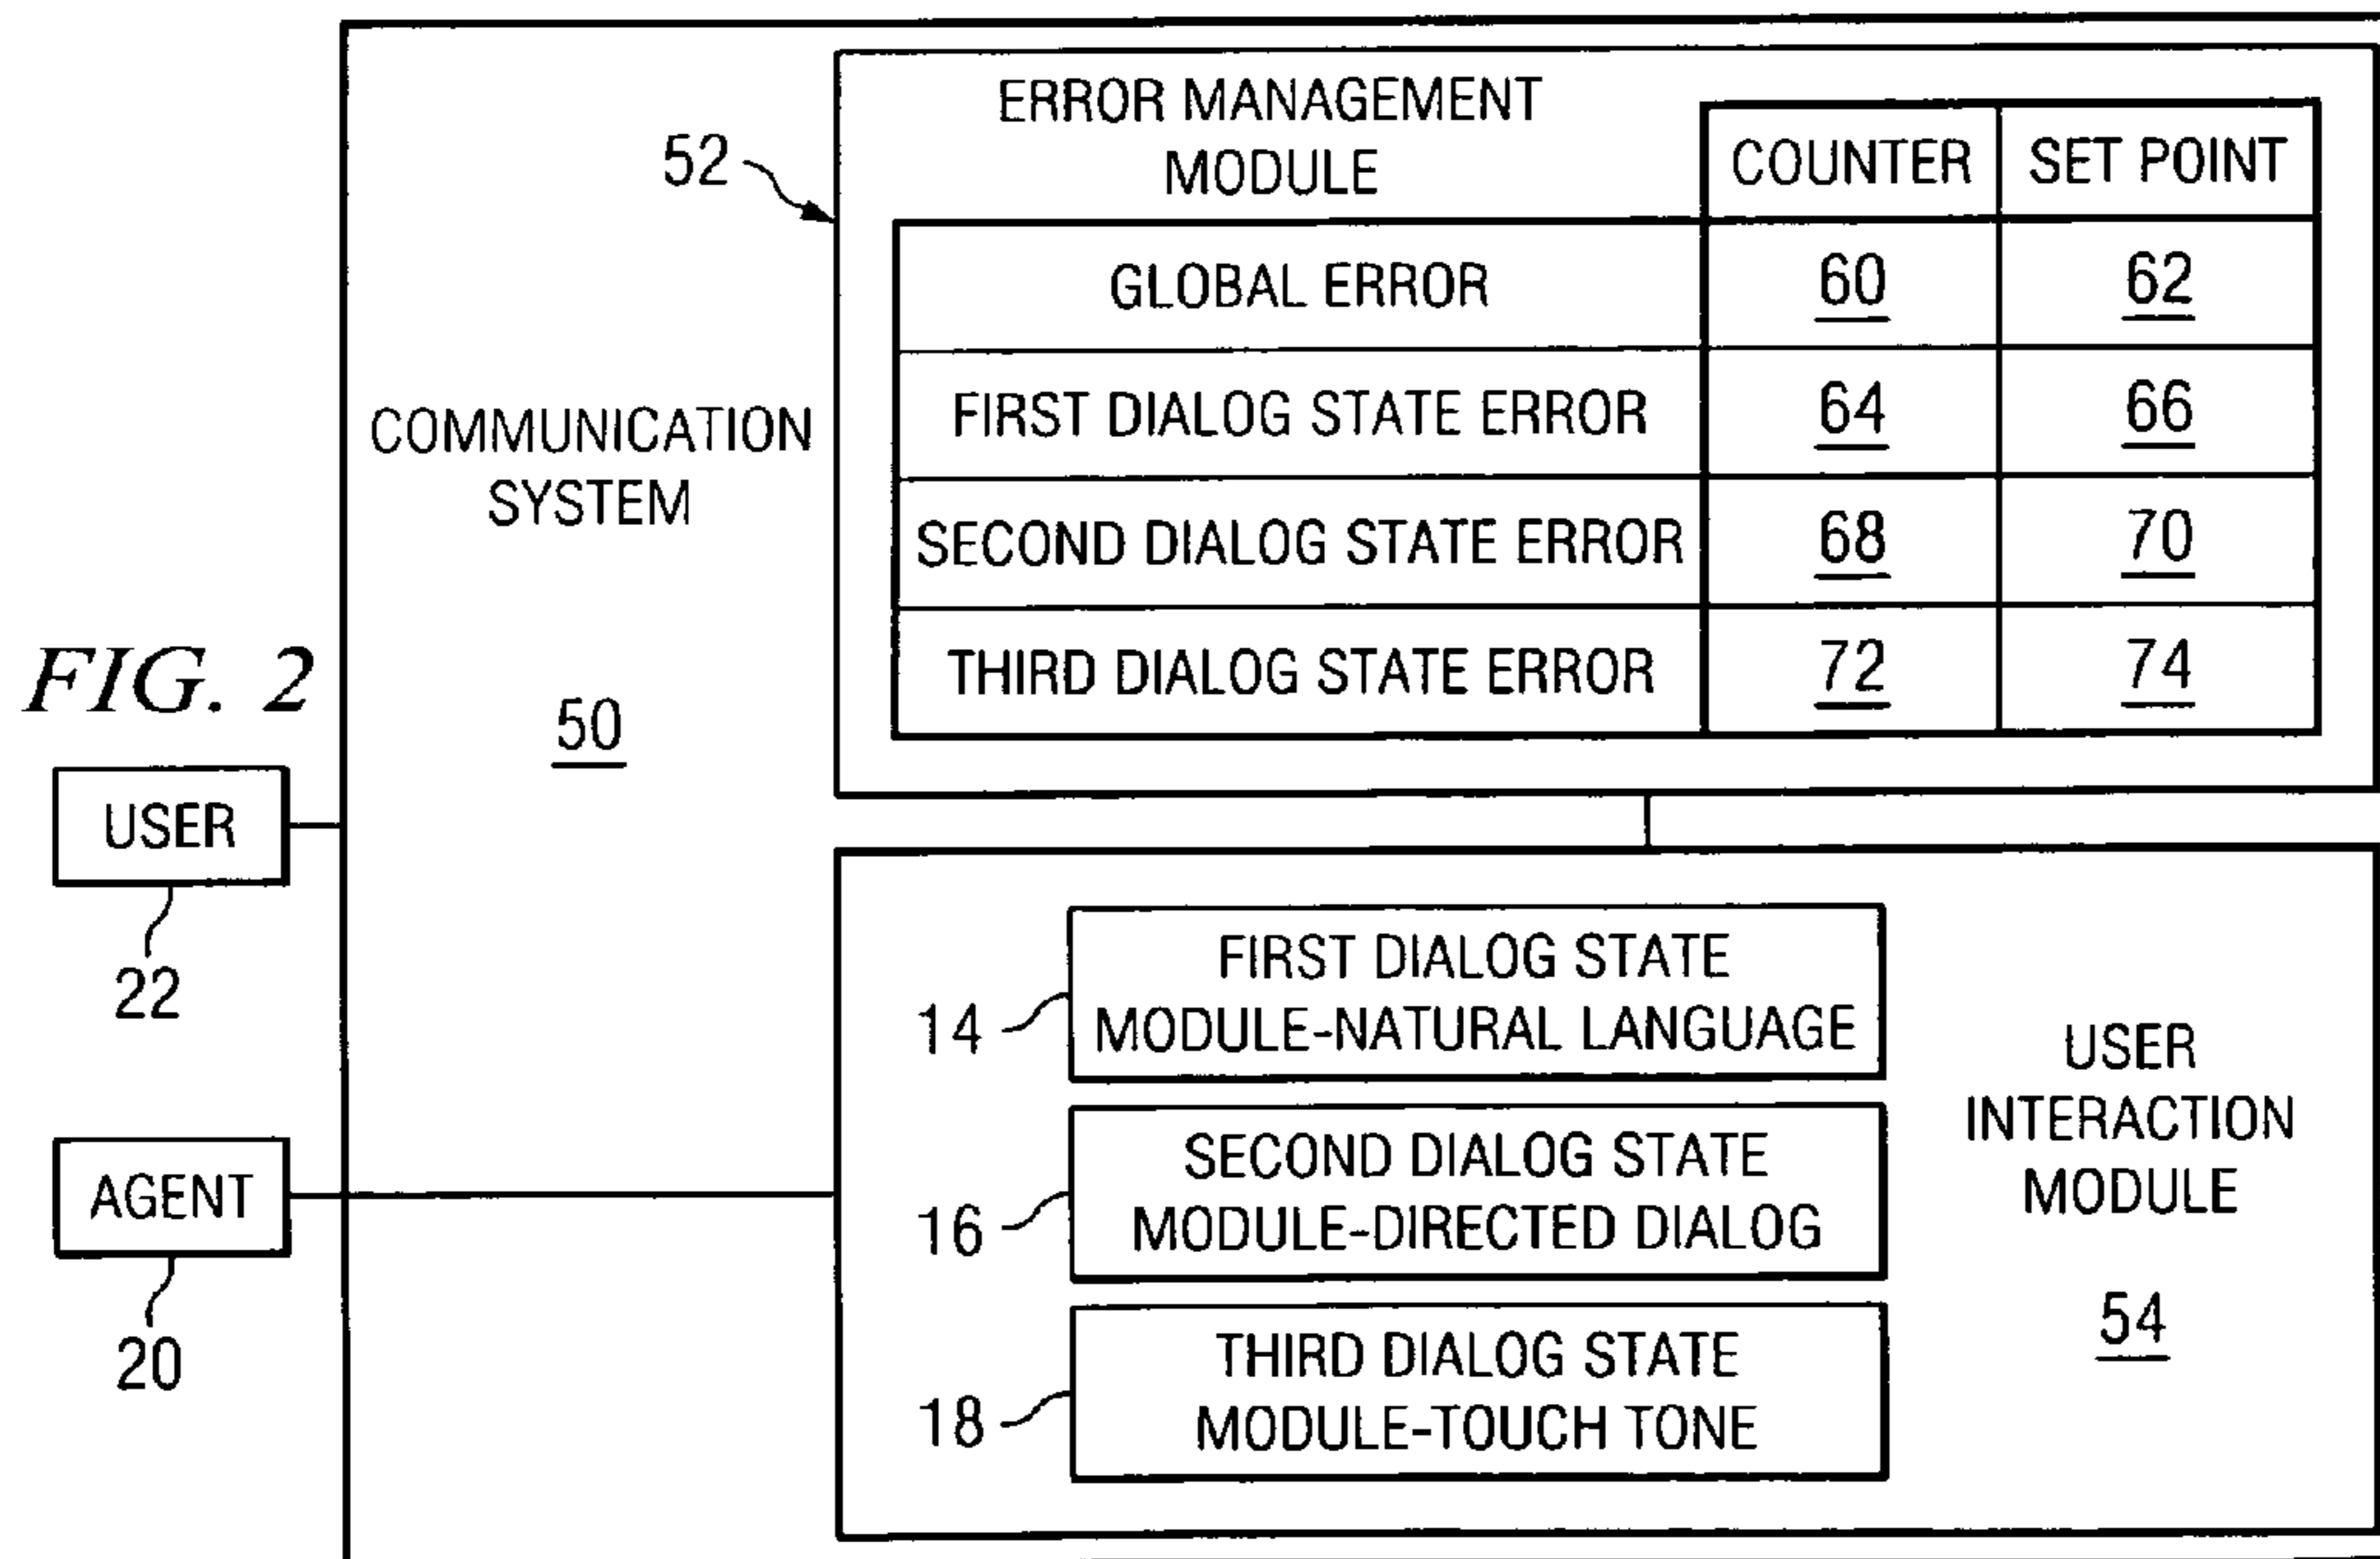 FIG. 2
COMMUNICATION
SYSTEM
50
USER
22
AGENT
20
52
ERROR MANAGEMENT
MODULE
COUNTER SET POINT
GLOBAL ERROR 60 62
FIRST DIALOG STATE ERROR 64 66
SECOND DIALOG STATE ERROR 68 70
THIRD DIALOG STATE ERROR 72 74
14
FIRST DIALOG STATE
MODULE-NATURAL LANGUAGE
16
SECOND DIALOG STATE
MODULE-DIRECTED DIALOG
18
THIRD DIALOG STATE
MODULE-TOUCH TONE
USER
INTERACTION
MODULE
54